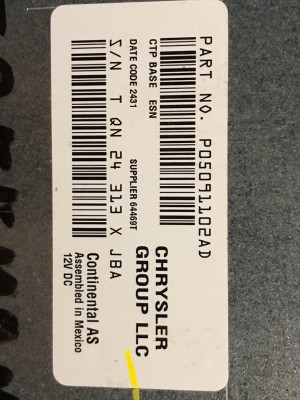 PART NO. P05091102AD
CTP BASE ESN
CHRYSLER
GROUP LLC
DATE CODE 2431 SUPPLIER 64469T
S/N T QN 24 313 X JBA
Continental AS
Assembled in Mexico
12V DC